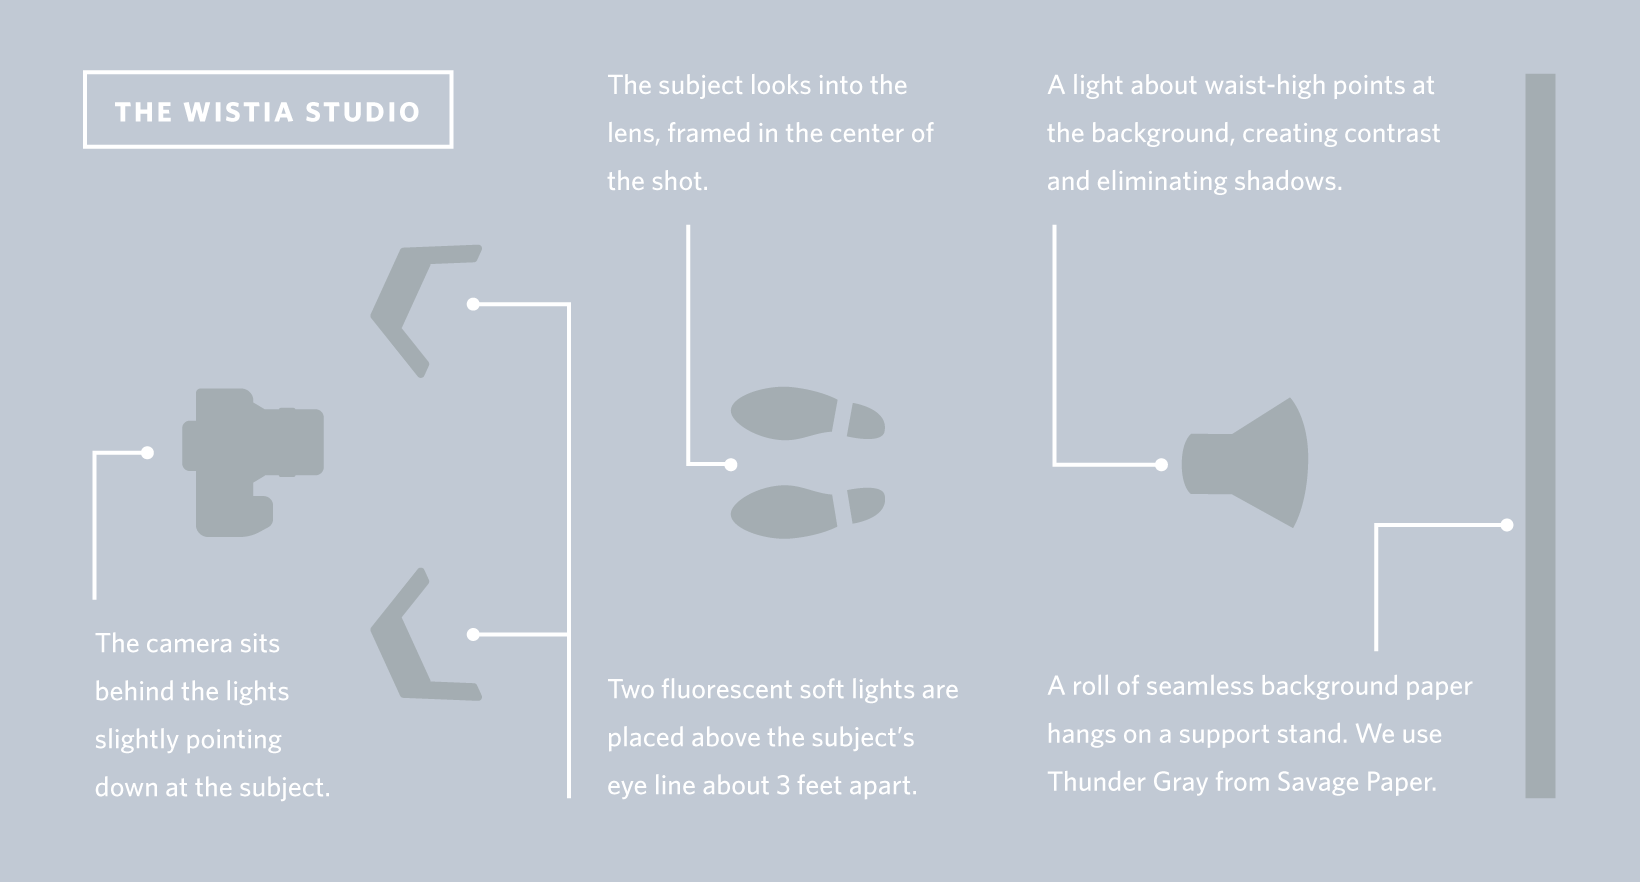 THE WISTIA STUDIO
The subject looks into the
lens, framed in the center of
the shot.
A light about waist-high points at
the background, creating contrast
and eliminating shadows.
The camera sits
behind the lights
slightly pointing
down at the subject.
Two fluorescent soft lights are
placed above the subject's
eye line about 3 feet apart.
A roll of seamless background paper
hangs on a support stand. We use
Thunder Gray from Savage Paper.